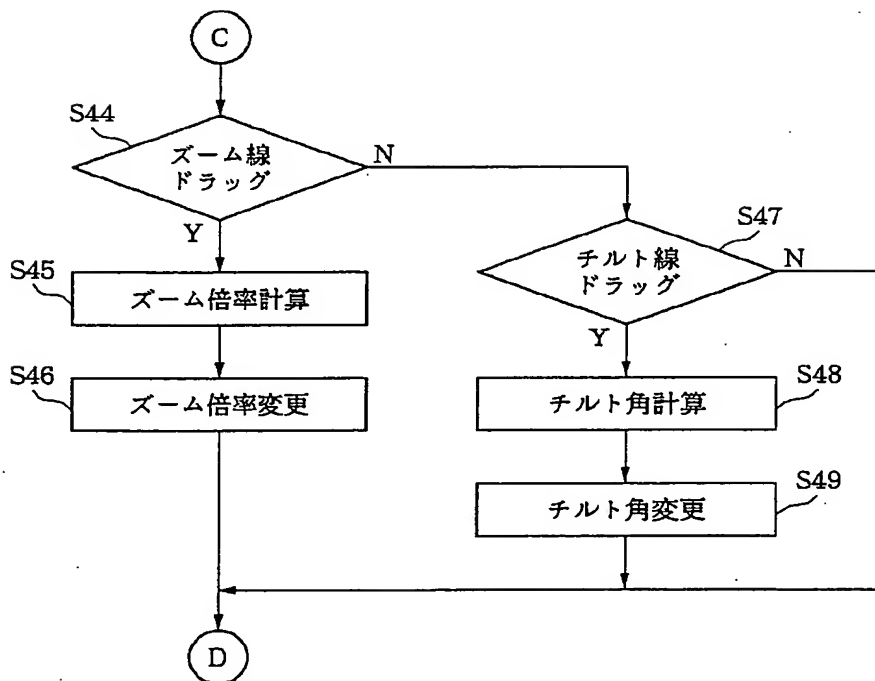 C
S44
ズーム線
ドラッグ
N
Y
S47
チルト線
ドラッグ
N
Y
S45
ズーム倍率計算
S46
ズーム倍率変更
S48
チルト角計算
S49
チルト角変更
D